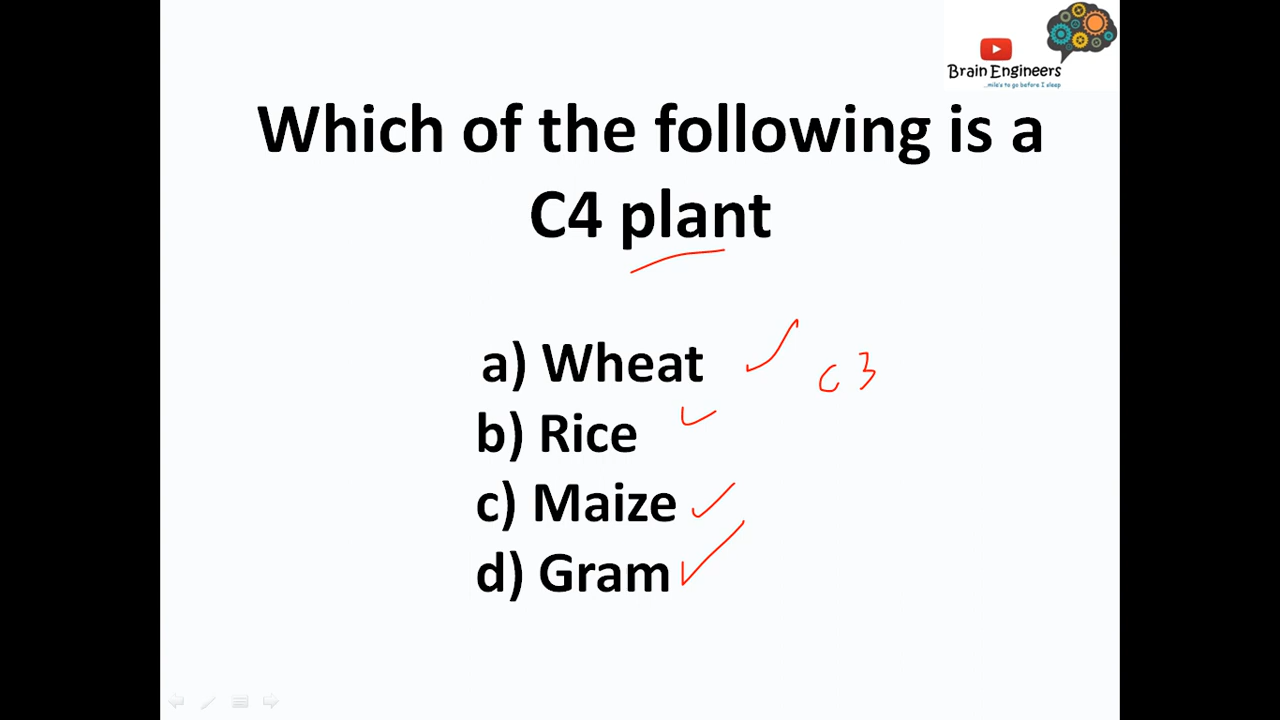 Brain Engineers
...mile's to go before I sleep
Which of the following is a
C4 plant
a) Wheat
C3
b) Rice
c) Maize
d) Gram